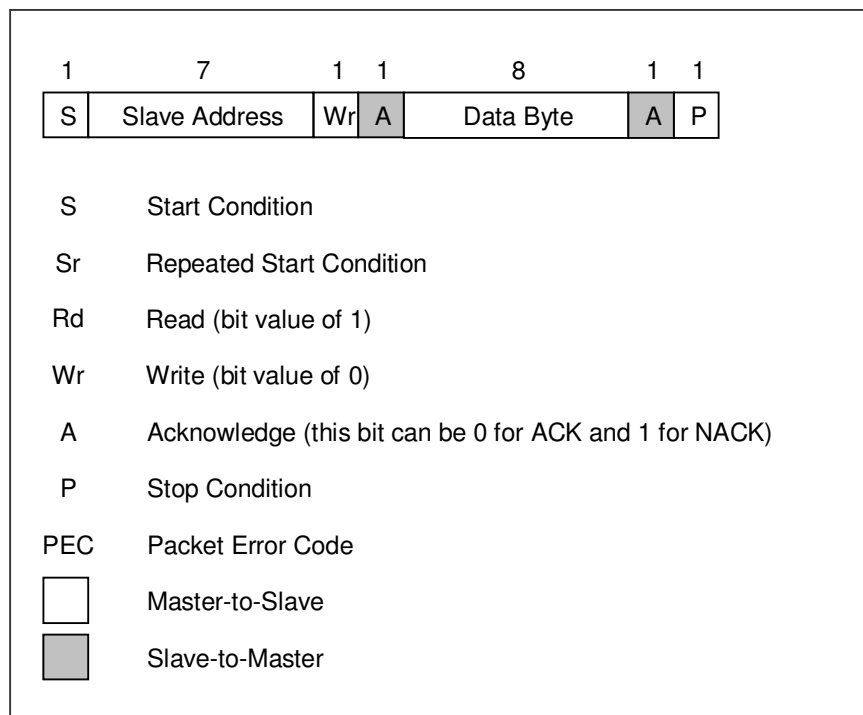 1 7 1 1 8 1 1
S Slave Address Wr A Data Byte A P
S Start Condition
Sr Repeated Start Condition
Rd Read (bit value of 1)
Wr Write (bit value of 0)
A Acknowledge (this bit can be 0 for ACK and 1 for NACK)
P Stop Condition
PEC Packet Error Code
Master-to-Slave
Slave-to-Master